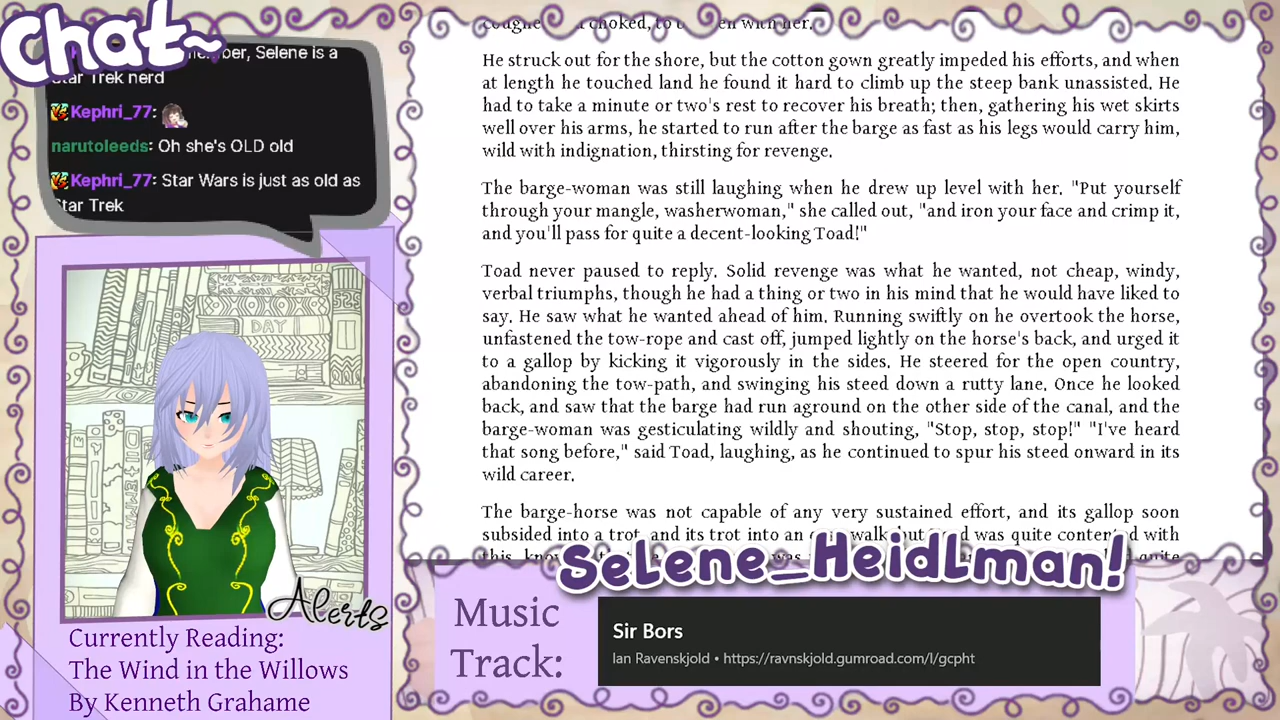 Chat~
Selene is a
Star Trek nerd
Kephri_77:
narutoleeds: Oh she's OLD old
Kephri_77: Star Wars is just as old as
Star Trek
DAY
Alerts
Currently Reading:
The Wind in the Willows
By Kenneth Grahame
choked, to with her.
He struck out for the shore, but the cotton gown greatly impeded his efforts, and when
at length he touched land he found it hard to climb up the steep bank unassisted. He
had to take a minute or two's rest to recover his breath; then, gathering his wet skirts
well over his arms, he started to run after the barge as fast as his legs would carry him,
wild with indignation, thirsting for revenge.
The barge-woman was still laughing when he drew up level with her. "Put yourself
through your mangle, washerwoman," she called out, "and iron your face and crimp it,
and you'll pass for quite a decent-looking Toad!"
Toad never paused to reply. Solid revenge was what he wanted, not cheap, windy,
verbal triumphs, though he had a thing or two in his mind that he would have liked to
say. He saw what he wanted ahead of him. Running swiftly on he overtook the horse,
unfastened the tow-rope and cast off, jumped lightly on the horse's back, and urged it
to a gallop by kicking it vigorously in the sides. He steered for the open country,
abandoning the tow-path, and swinging his steed down a rutty lane. Once he looked
back, and saw that the barge had run aground on the other side of the canal, and the
barge-woman was gesticulating wildly and shouting, "Stop, stop, stop!" "I've heard
that song before," said Toad, laughing, as he continued to spur his steed onward in its
wild career.
The barge-horse was not capable of any very sustained effort, and its gallop soon
subsided into a trot, and its trot into an walk but was quite contented with
Selene_Heidlman!
Music
Track:
Sir Bors
Ian Ravenskjold • https://ravnskjold.gumroad.com/l/gcpht